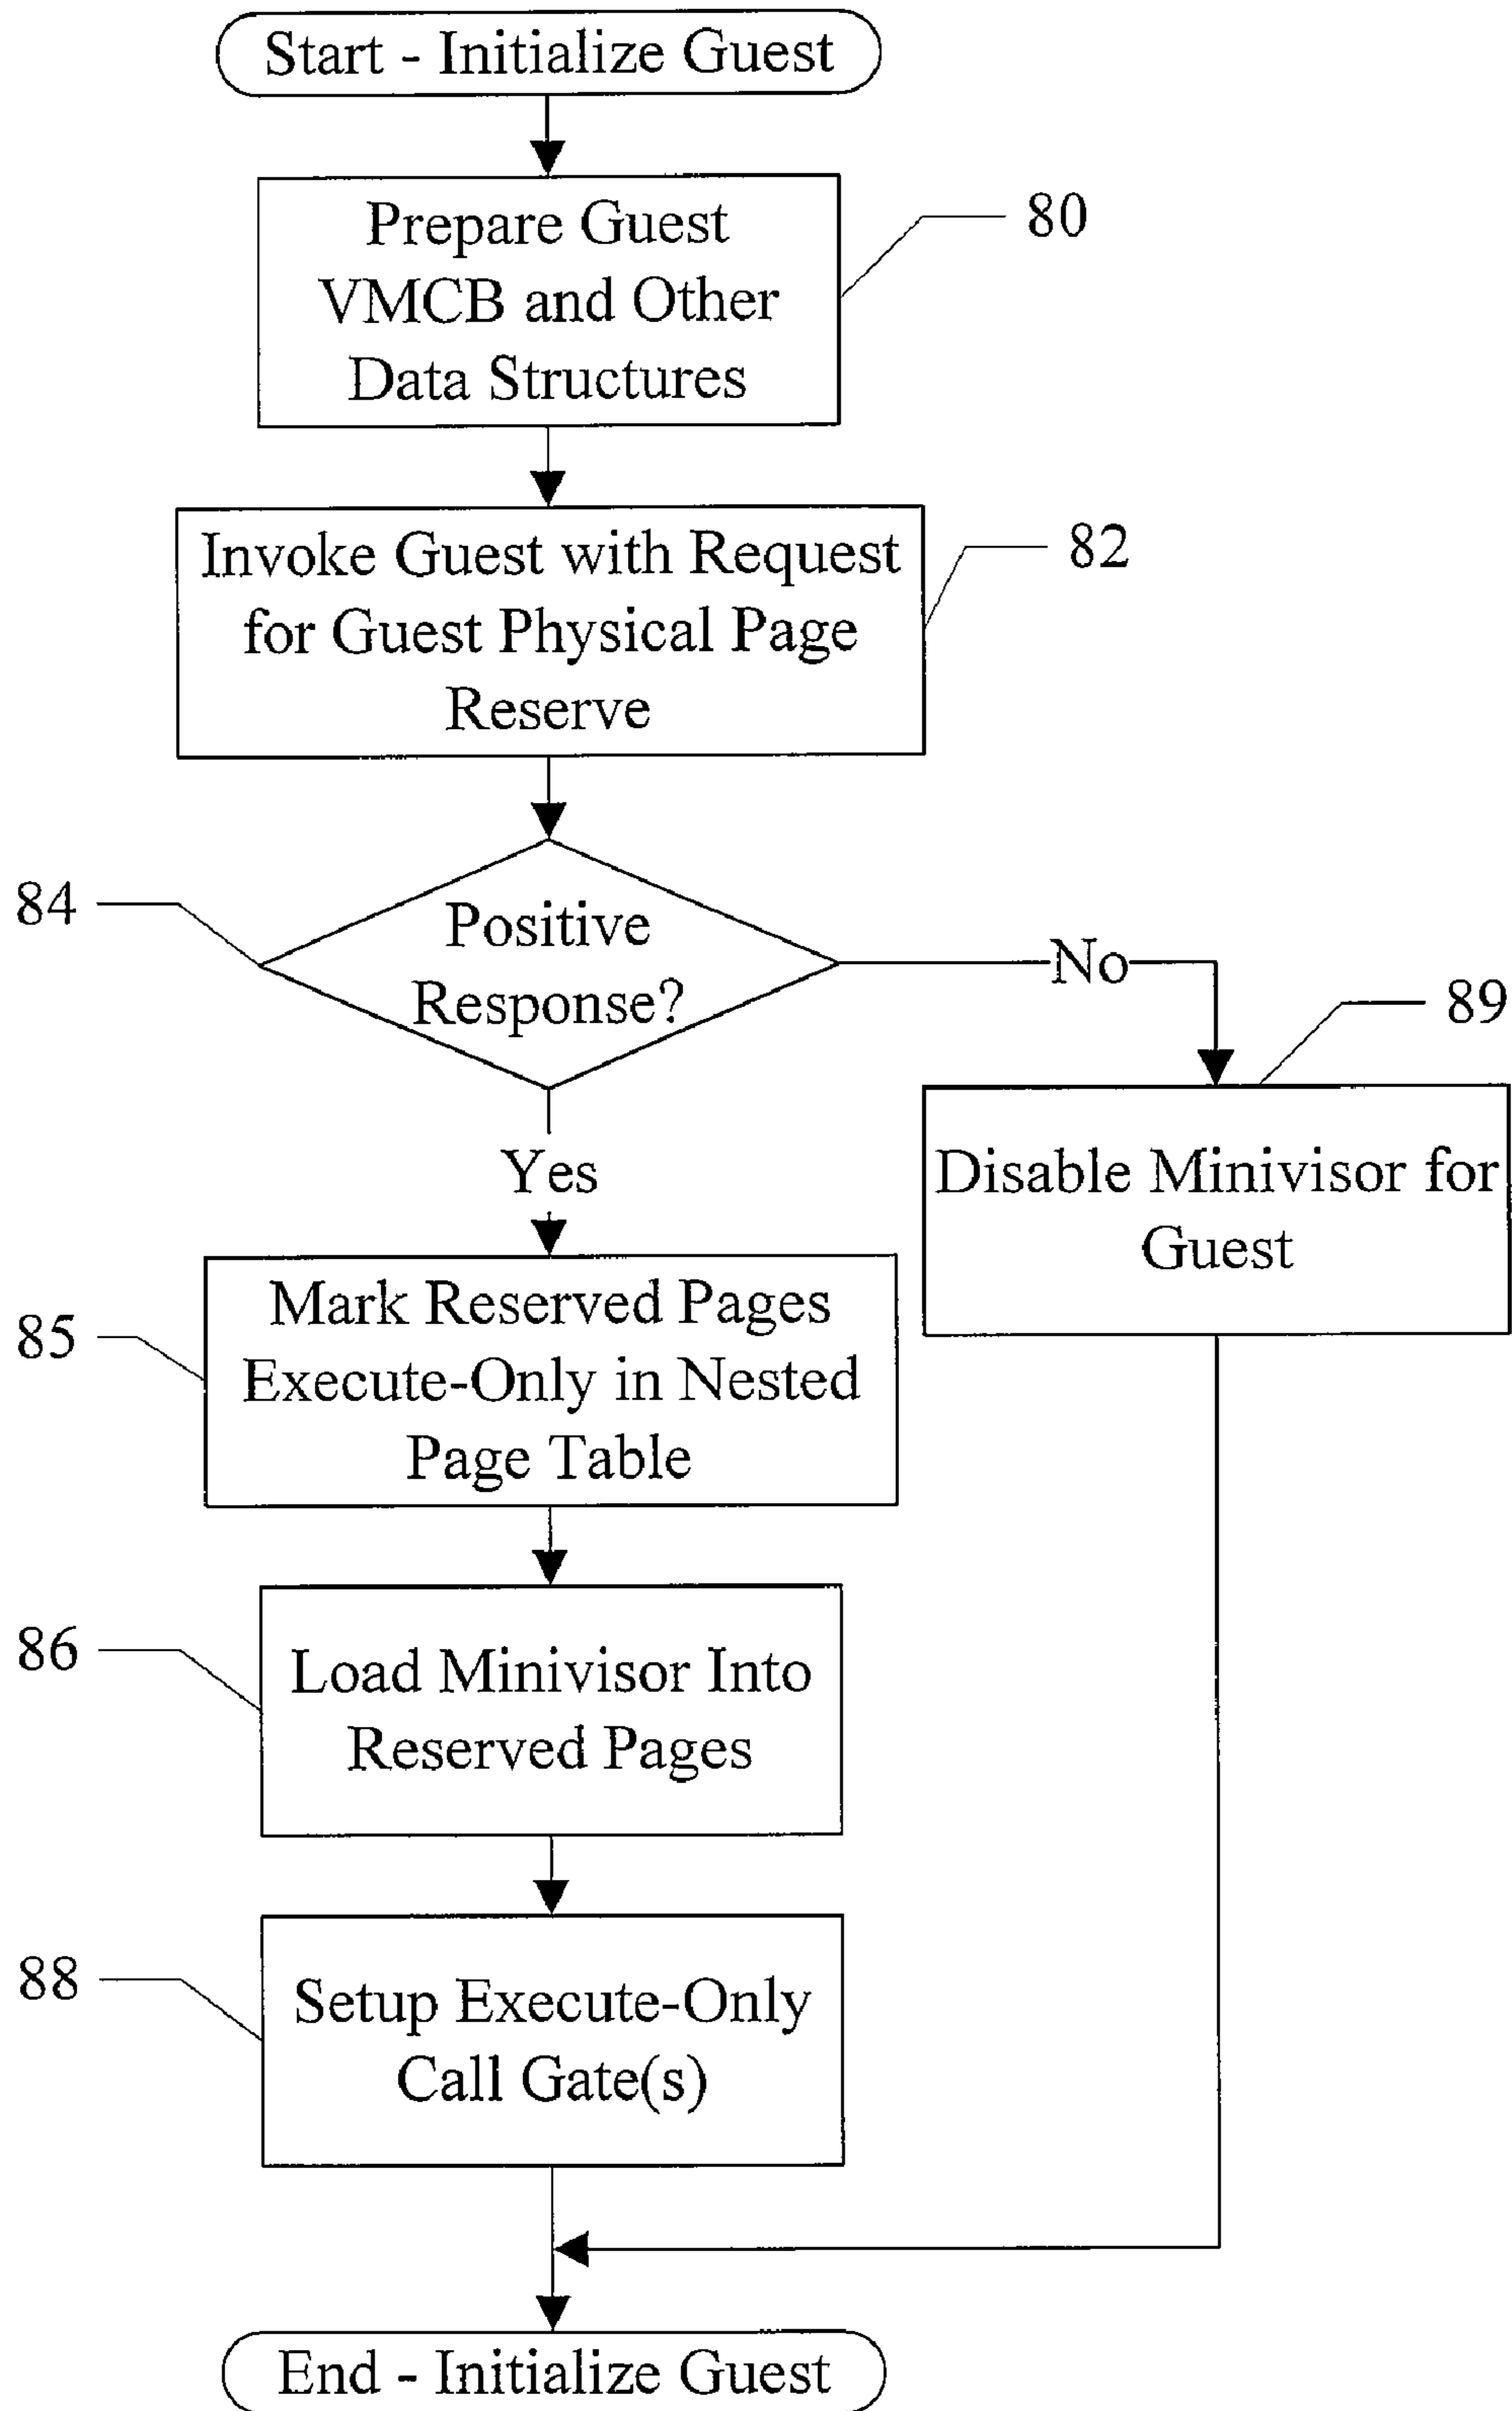 Start - Initialize Guest
Prepare Guest
VMCB and Other
Data Structures
80
Invoke Guest with Request
for Guest Physical Page
Reserve
82
84
Positive
Response?
No
89
Yes
Disable Minivisor for
Guest
Mark Reserved Pages
Execute-Only in Nested
Page Table
85
86
Load Minivisor Into
Reserved Pages
88
Setup Execute-Only
Call Gate(s)
End - Initialize Guest